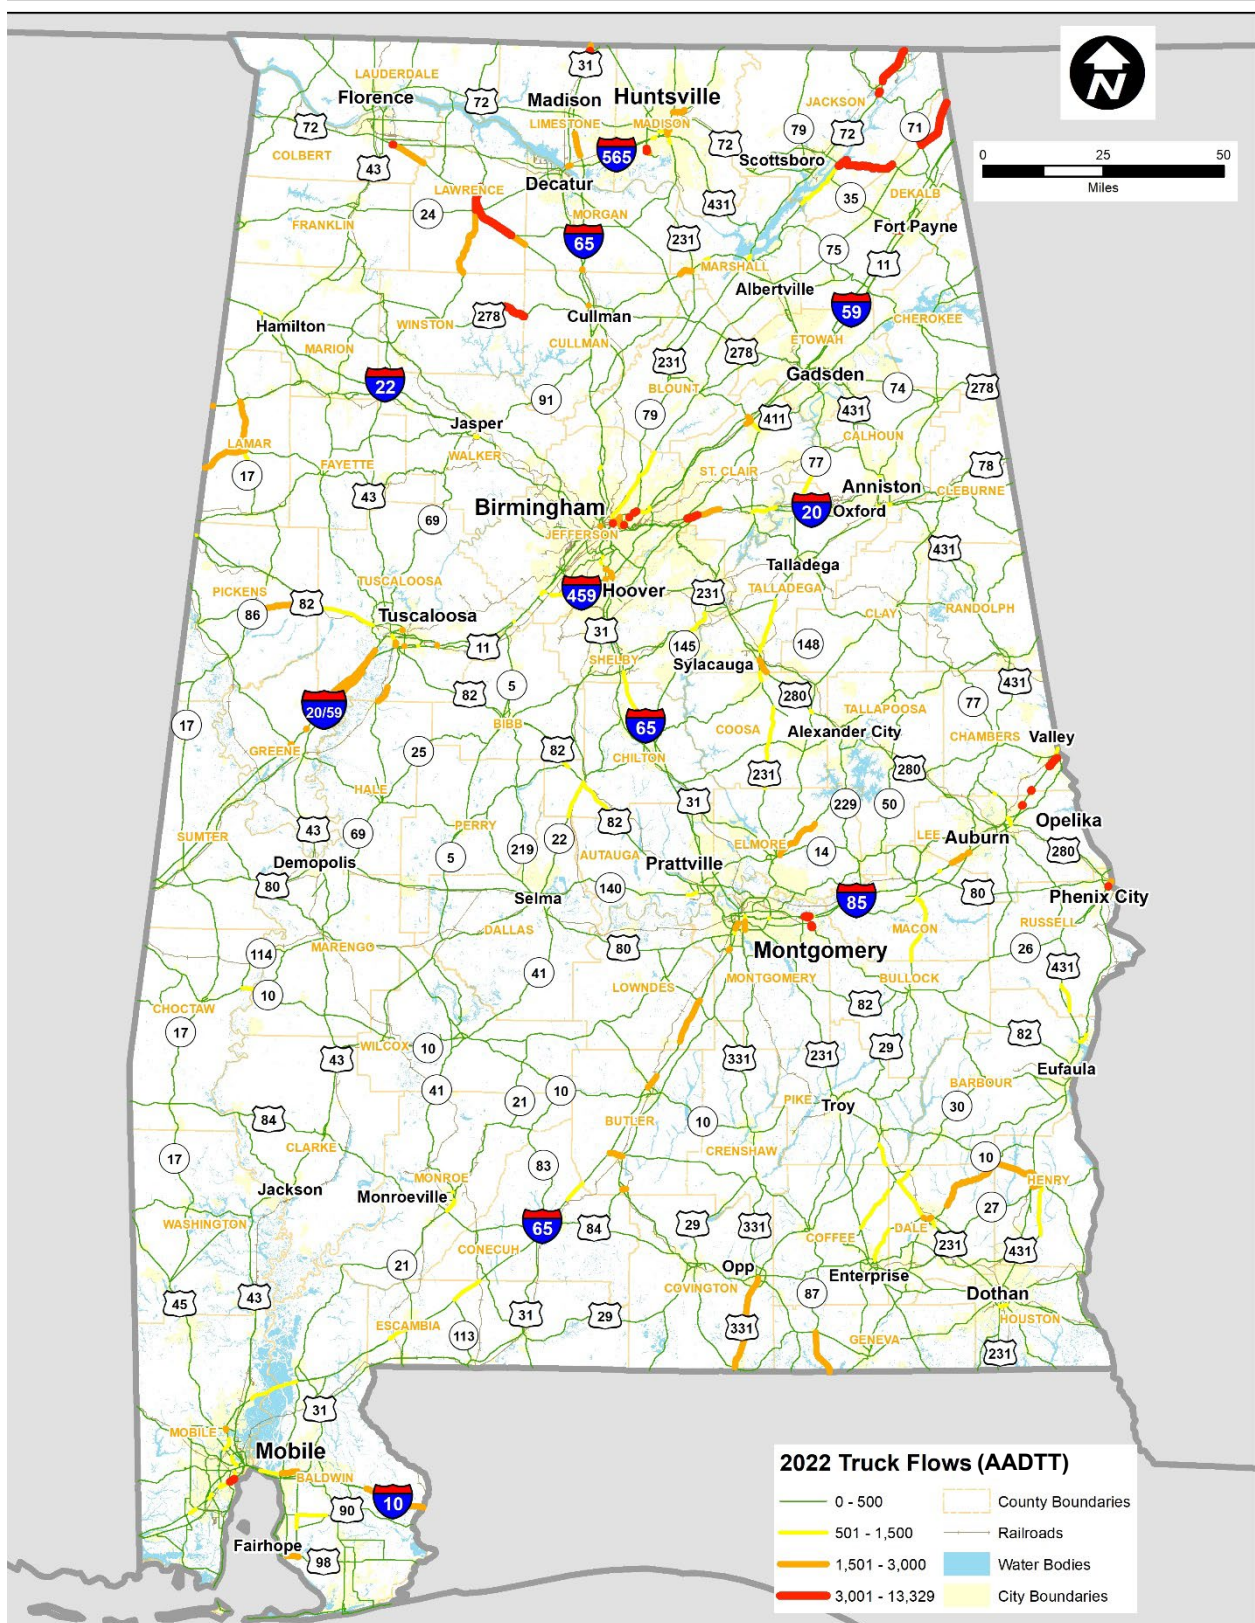 31
LAUDERDALE
Florence
72
Madison
Huntsville
JACKSON
N
72
LIMESTONE
MADISON
79
72
71
COLBERT
43
565
72
Scottsboro
0 25 50
Miles
Decatur
LAWRENCE
431
35
DEKALB
24
MORGAN
FRANKLIN
65
231
Fort Payne
75
11
MARSHALL
Albertville
59
278
Cullman
CHEROKEE
Hamilton
WINSTON
CULLMAN
ETOWAH
MARION
231
278
Gadsden
22
BLOUNT
74
278
91
79
411
431
Jasper
CALHOUN
LAMAR
WALKER
FAYETTE
ST. CLAIR
77
78
17
43
Anniston
CLEBURNE
Birmingham
20
Oxford
69
JEFFERSON
431
Talladega
TUSCALOOSA
PICKENS
82
459
Hoover
231
TALLADEGA
86
Tuscaloosa
CLAY
RANDOLPH
31
11
145
148
SHELBY
Sylacauga
5
82
431
280
20/59
77
17
BIBB
65
COOSA
TALLAPOOSA
Alexander City
CHAMBERS
Valley
GREENE
25
82
CHILTON
231
280
HALE
31
229
50
43
69
PERRY
82
Opelika
SUMTER
219
22
ELMORE
LEE
Auburn
5
AUTAUGA
14
280
Demopolis
Prattville
80
140
85
80
Phenix City
Selma
DALLAS
MACON
RUSSELL
MARENGO
80
Montgomery
26
114
41
431
LOWNDES
MONTGOMERY
BULLOCK
10
CHOCTAW
82
17
82
WILCOX
10
29
43
331
231
Eufaula
41
21
10
BARBOUR
PIKE
Troy
30
84
BUTLER
10
CLARKE
CRENSHAW
17
83
10
MONROE
HENRY
Jackson
Monroeville
27
WASHINGTON
65
84
29
331
DALE
COFFEE
231
431
CONECUH
21
Opp
Enterprise
COVINGTON
87
Dothan
45
43
31
29
331
HOUSTON
ESCAMBIA
113
GENEVA
231
31
MOBILE
Mobile
BALDWIN
10
90
Fairhope
98
2022 Truck Flows (AADTT)
0 - 500
County Boundaries
501 - 1,500
Railroads
1,501 - 3,000
Water Bodies
3,001 - 13,329
City Boundaries